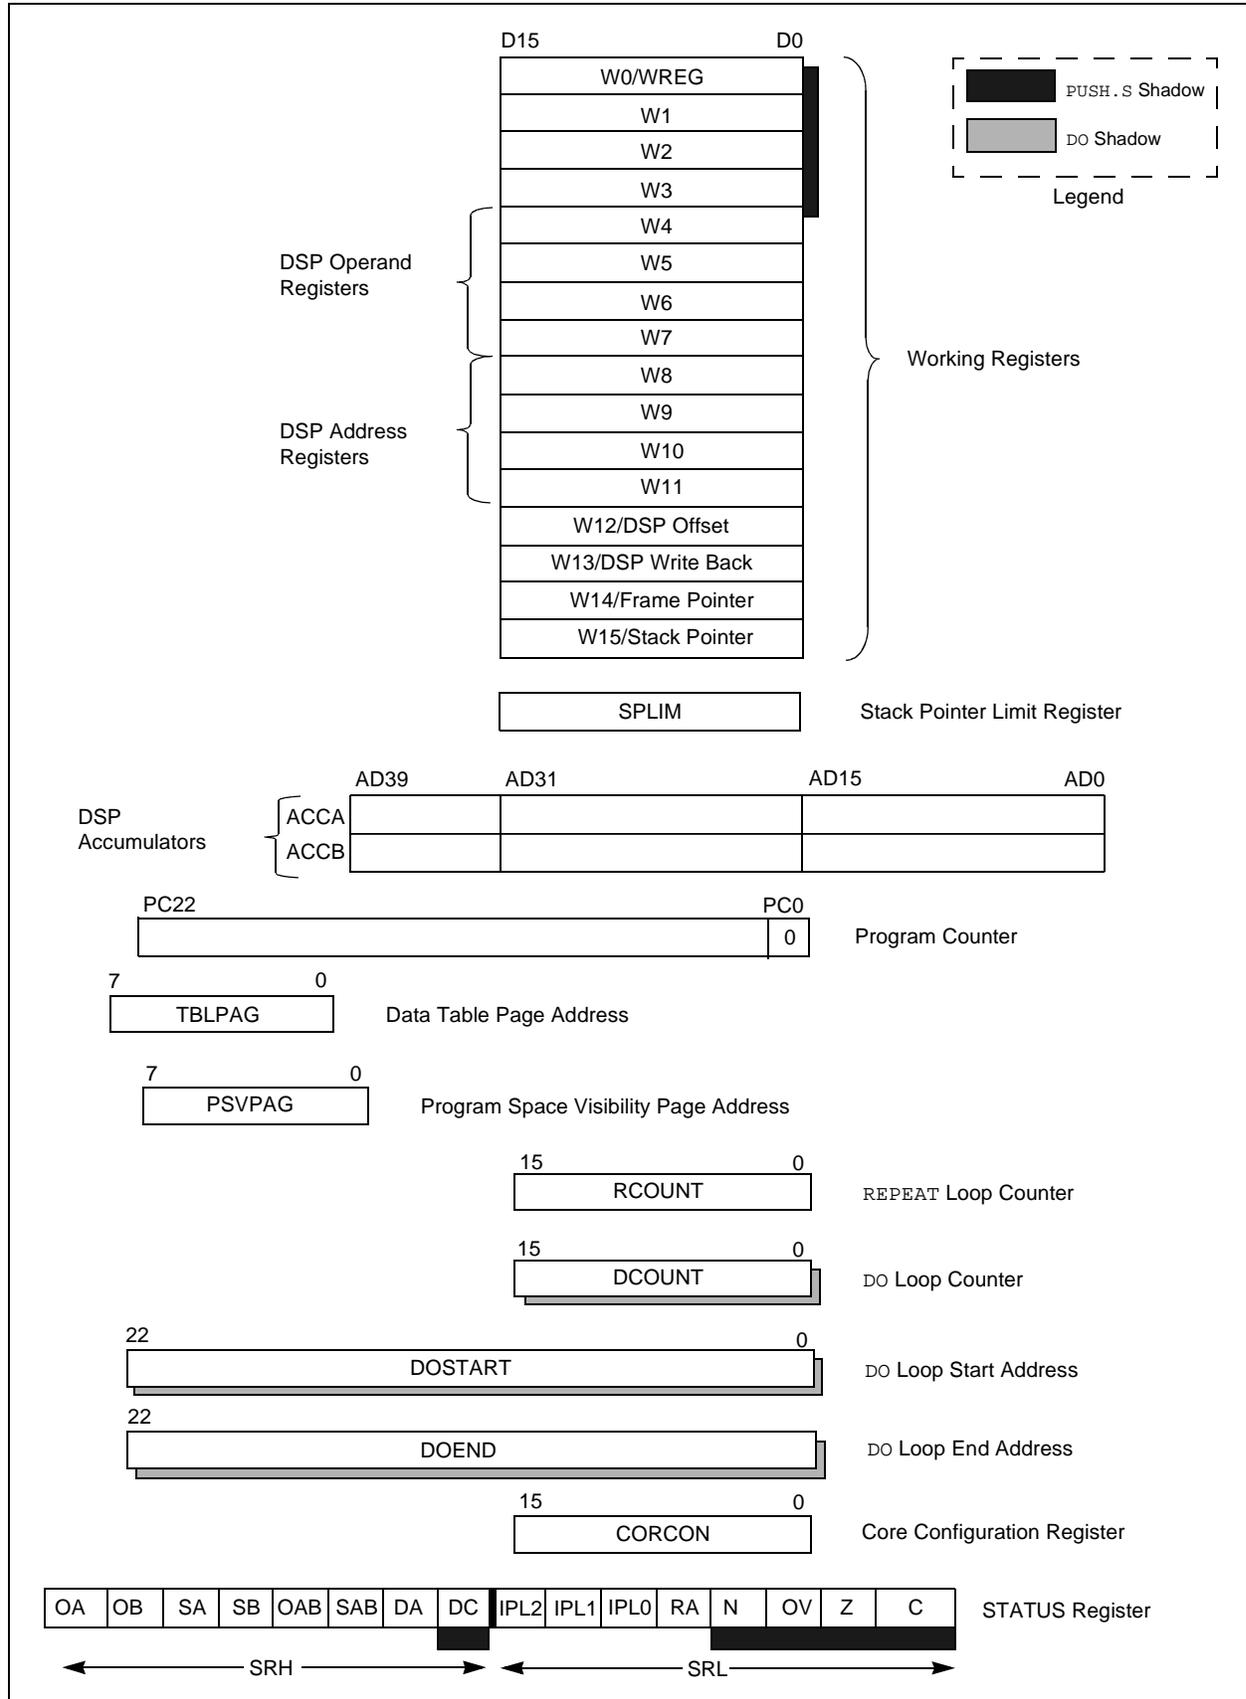 D15 D0
W0/WREG
W1
W2
W3
W4
W5
W6
W7
W8
W9
W10
W11
W12/DSP Offset
W13/DSP Write Back
W14/Frame Pointer
W15/Stack Pointer
PUSH.S Shadow
DO Shadow
Legend
DSP Operand
Registers
DSP Address
Registers
Working Registers
SPLIM Stack Pointer Limit Register
AD39 AD31 AD15 AD0
DSP
Accumulators
ACCA
ACCB
PC22 PC0
0 Program Counter
7 0
TBLPAG Data Table Page Address
7 0
PSVPAG Program Space Visibility Page Address
15 0
RCOUNT REPEAT Loop Counter
15 0
DCOUNT DO Loop Counter
22 0
DOSTART DO Loop Start Address
22
DOEND DO Loop End Address
15 0
CORCON Core Configuration Register
OA OB SA SB OAB SAB DA DC IPL2 IPL1 IPL0 RA N OV Z C STATUS Register
SRH SRL